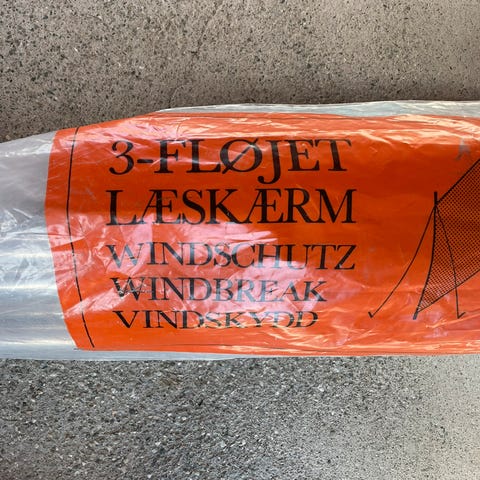 3-FLØJET
LÆSKÆRM
WINDSCHUTZ
WINDBREAK
VINDSKYDD